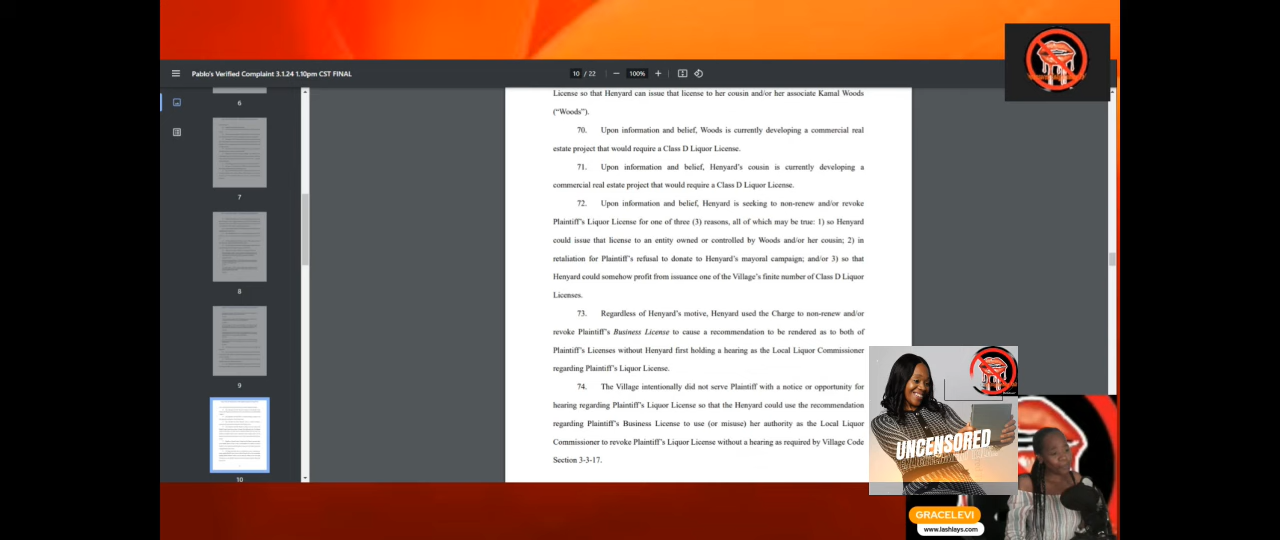 Pablo's Verified Complaint 3.1.24 1.10pm CST FINAL
10 / 22
100%
6
7
8
9
10
License so that Henyard can issue that license to her cousin and/or her associate Kamal Woods
("Woods").
70. Upon information and belief, Woods is currently developing a commercial real
estate project that would require a Class D Liquor License.
71. Upon information and belief, Henyard's cousin is currently developing a
commercial real estate project that would require a Class D Liquor License.
72. Upon information and belief, Henyard is seeking to non-renew and/or revoke
Plaintiff's Liquor License for one of three (3) reasons, all of which may be true: 1) so Henyard
could issue that license to an entity owned or controlled by Woods and/or her cousin; 2) in
retaliation for Plaintiff's refusal to donate to Henyard's mayoral campaign; and/or 3) so that
Henyard could somehow profit from issuance one of the Village's finite number of Class D Liquor
Licenses.
73. Regardless of Henyard's motive, Henyard used the Charge to non-renew and/or
revoke Plaintiff's Business License to cause a recommendation to be rendered as to both of
Plaintiff's Licenses without Henyard first holding a hearing as the Local Liquor Commissioner
regarding Plaintiff's Liquor License.
74. The Village intentionally did not serve Plaintiff with a notice or opportunity for
hearing regarding Plaintiff's Liquor License so that the Henyard could use the recommendation
regarding Plaintiff's Business License to use (or misuse) her authority as the Local Liquor
Commissioner to revoke Plaintiff's Liquor License without a hearing as required by Village Code
Section 3-3-17.
UNCENSORED
GRACELEVI
www.lashlays.com